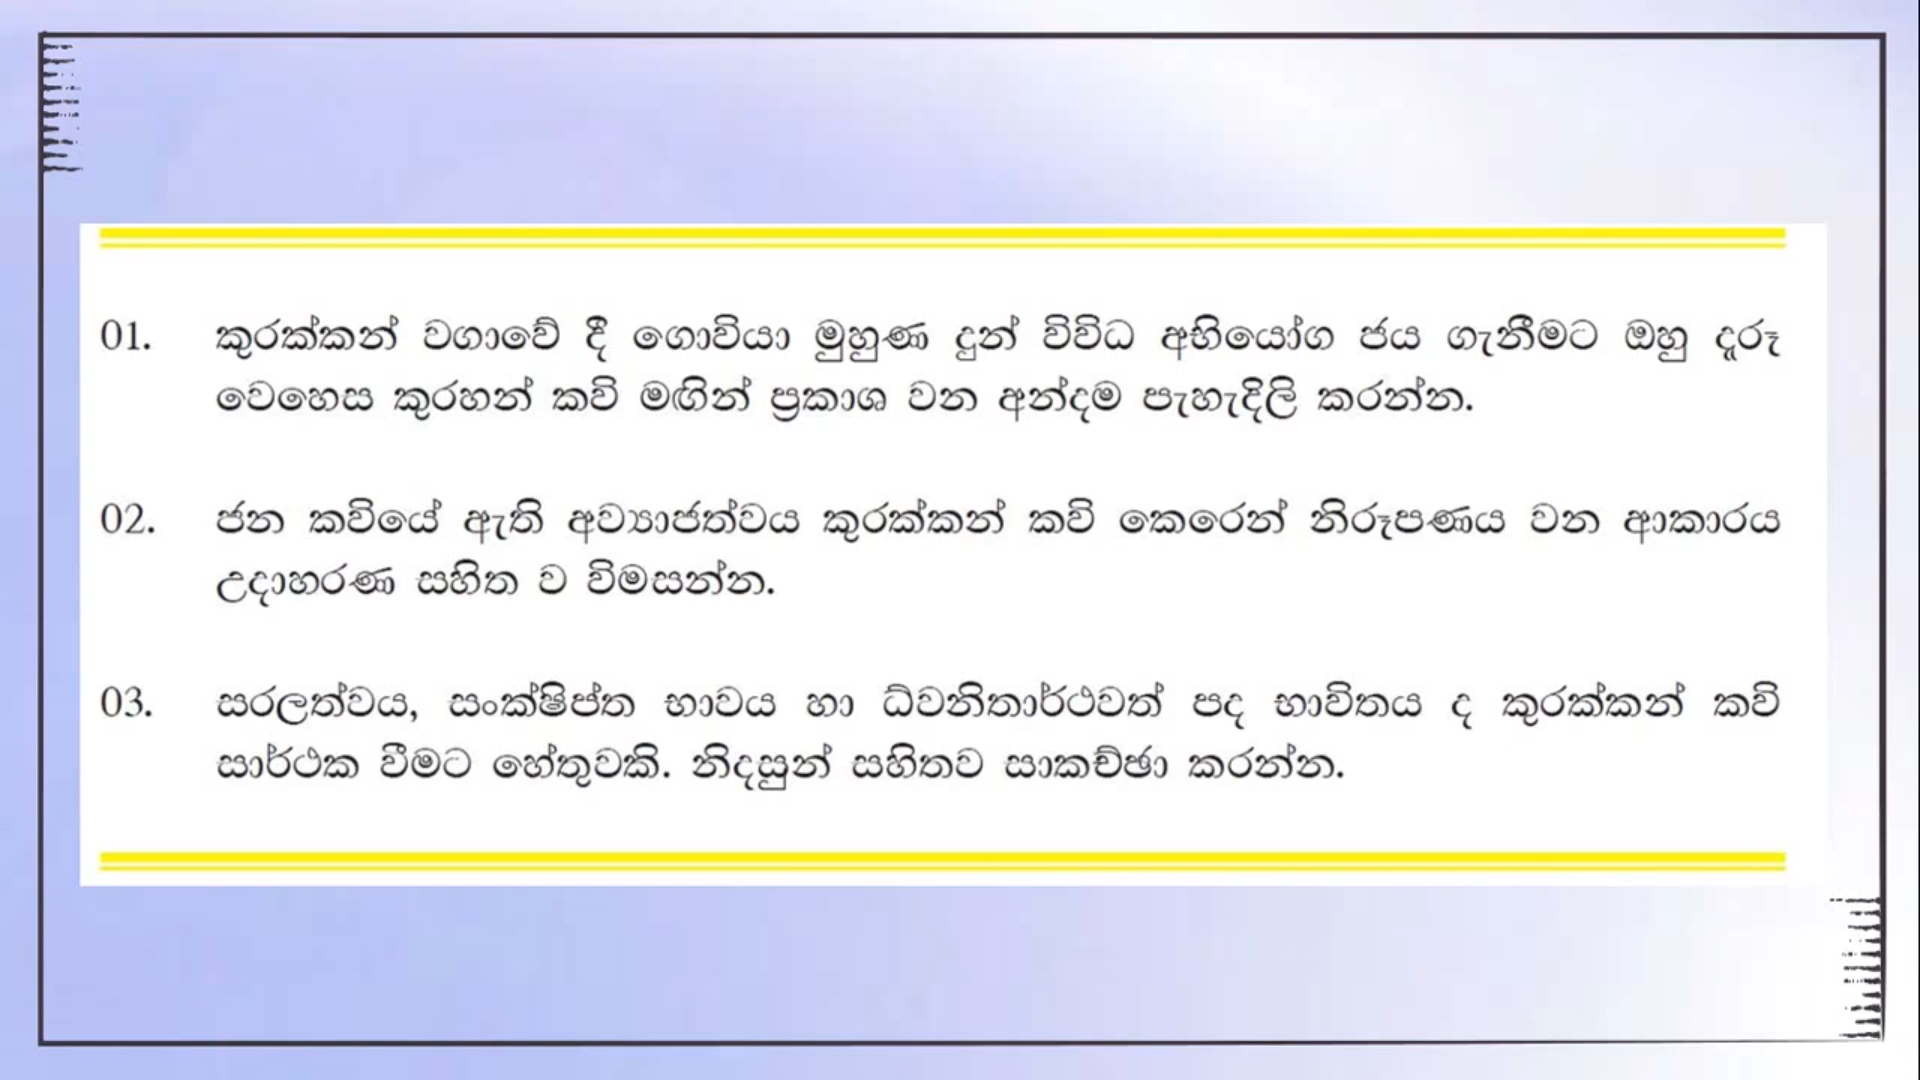 01. කුරක්කන් වගාවේ දී ගොවියා මුහුණ දුන් විවිධ අභියෝග ජය ගැනීමට ඔහු දැරූ
වෙහෙස කුරහන් කවි මඟින් ප්‍රකාශ වන අන්දම පැහැදිලි කරන්න.
02. ජන කවියේ ඇති අව්‍යාජත්වය කුරක්කන් කවි කෙරෙන් නිරූපණය වන ආකාරය
උදාහරණ සහිත ව විමසන්න.
03. සරලත්වය, සංක්ෂිප්ත භාවය හා ධ්වනිතාර්ථවත් පද භාවිතය ද කුරක්කන් කවි
සාර්ථක වීමට හේතුවකි. නිදසුන් සහිතව සාකච්ඡා කරන්න.